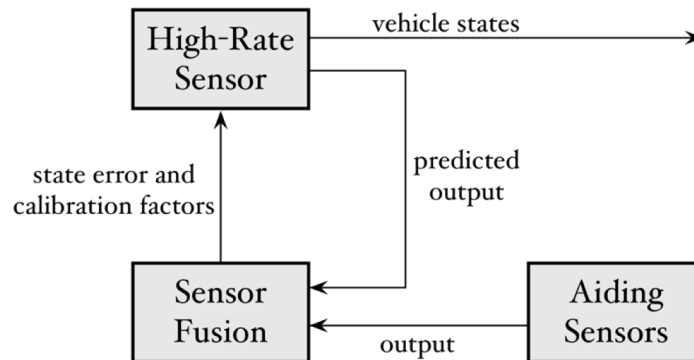 High-Rate
Sensor
vehicle states
predicted
output
state error and
calibration factors
Sensor
Fusion
output
Aiding
Sensors